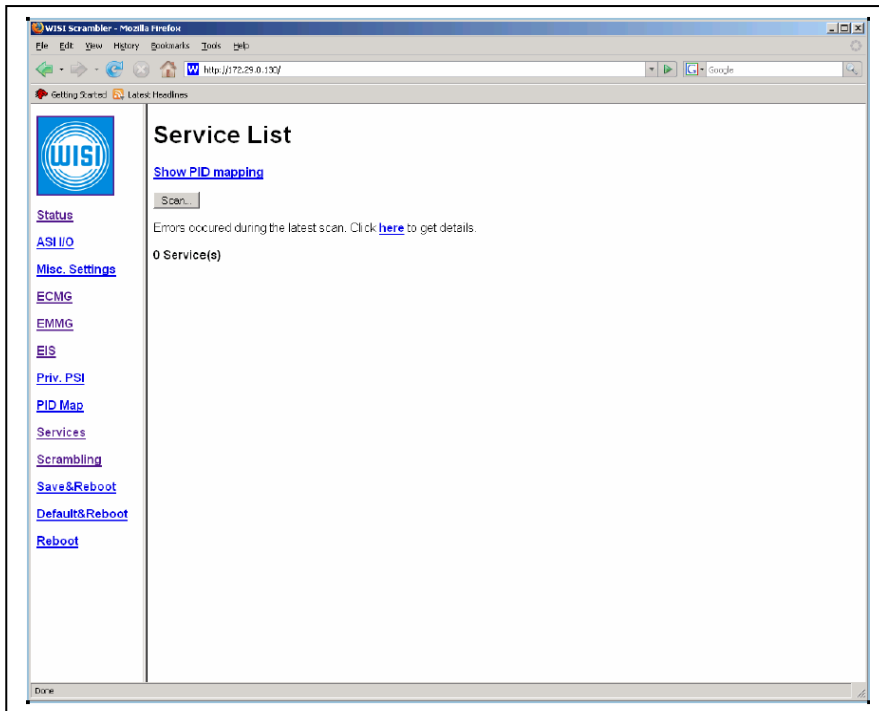 WISI Scrambler - Mozilla Firefox
File Edit View History Bookmarks Tools Help
W http://172.29.0.130/
G Google
Getting Started Latest Headlines
WISI
Service List
Show PID mapping
Scan...
Errors occured during the latest scan. Click here to get details.
0 Service(s)
Status
ASI I/O
Misc. Settings
ECMG
EMMG
EIS
Priv. PSI
PID Map
Services
Scrambling
Save&Reboot
Default&Reboot
Reboot
Done